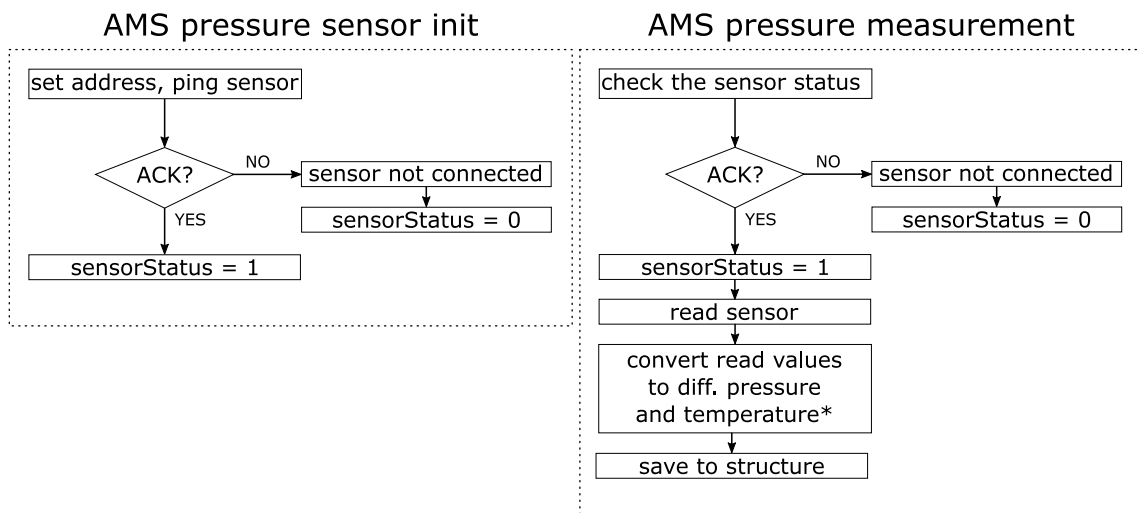 AMS pressure sensor init
set address, ping sensor
ACK?
NO
sensor not connected
sensorStatus = 0
YES
sensorStatus = 1
AMS pressure measurement
check the sensor status
ACK?
NO
sensor not connected
sensorStatus = 0
YES
sensorStatus = 1
read sensor
convert read values
to diff. pressure
and temperature*
save to structure